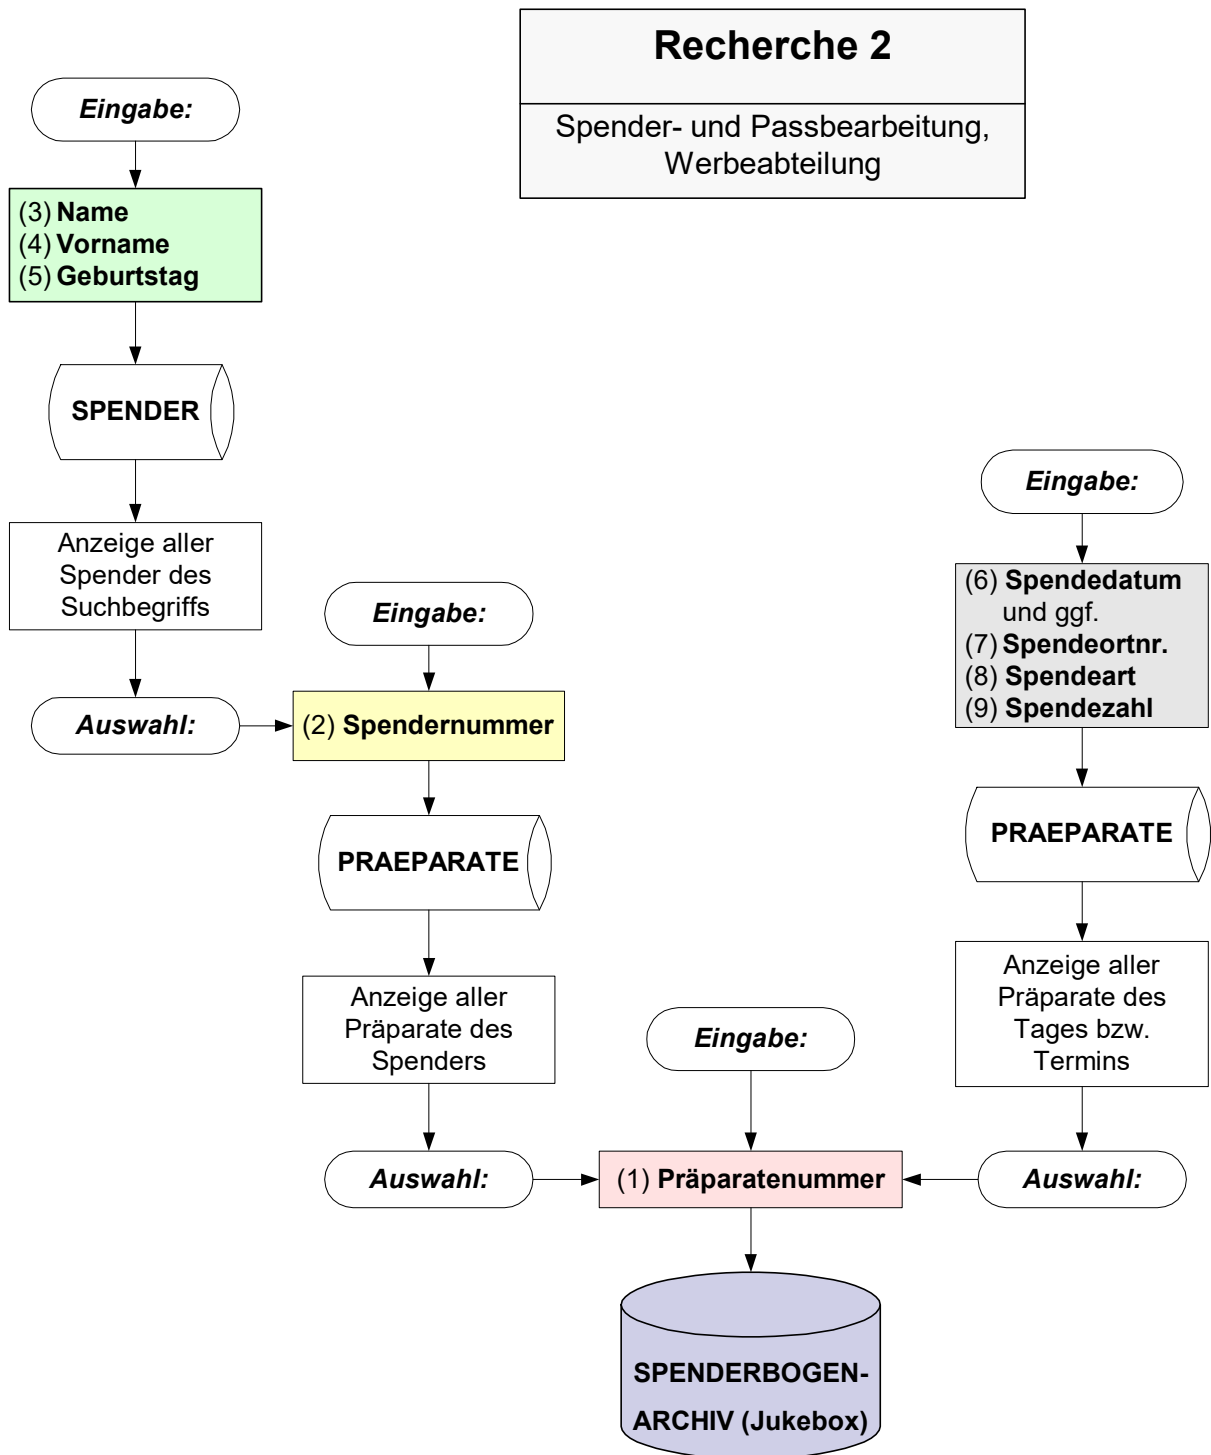 Recherche 2
Spender- und Passbearbeitung,
Werbeabteilung
Eingabe:
(3) Name
(4) Vorname
(5) Geburtstag
SPENDER
Anzeige aller
Spender des
Suchbegriffs
Auswahl:
Eingabe:
(2) Spendernummer
PRAEPARATE
Anzeige aller
Präparate des
Spenders
Auswahl:
Eingabe:
(6) Spendedatum
und ggf.
(7) Spendeortnr.
(8) Spendeart
(9) Spendezahl
PRAEPARATE
Anzeige aller
Präparate des
Tages bzw.
Termins
Auswahl:
Eingabe:
(1) Präparatenummer
SPENDERBOGEN-
ARCHIV (Jukebox)